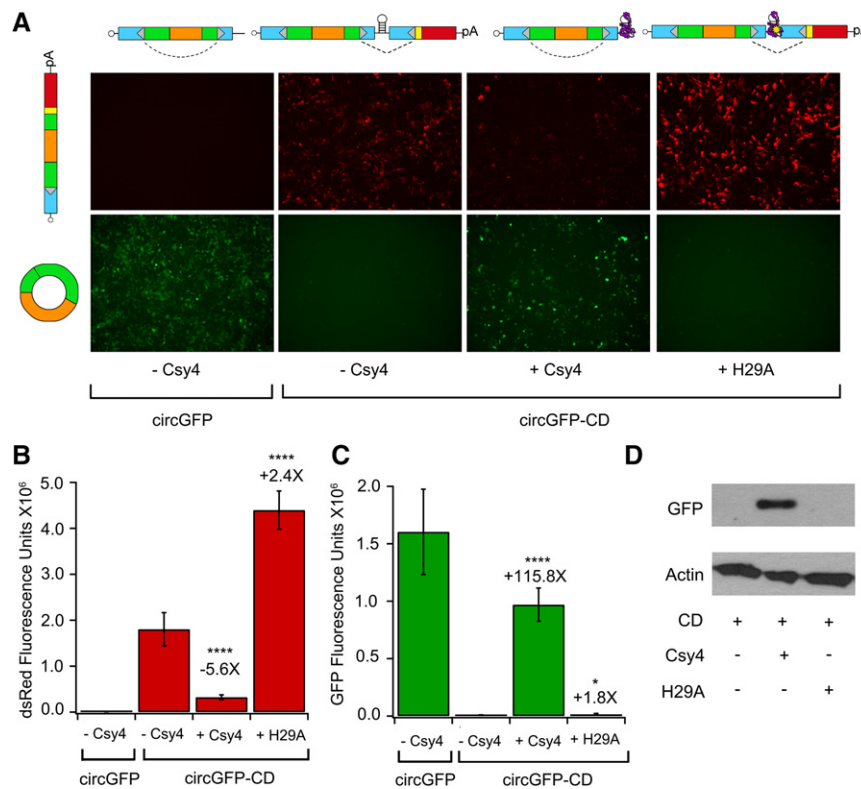 A
pA
pA
pA
- Csy4
- Csy4
+ Csy4
+ H29A
circGFP
circGFP-CD
B
dsRed Fluorescence Units X10⁶
5.0
4.0
3.0
2.0
1.0
0.0
****
-5.6X
****
+2.4X
- Csy4
- Csy4
+ Csy4
+ H29A
circGFP
circGFP-CD
C
GFP Fluorescence Units X10⁶
2.0
1.5
1.0
0.5
0.0
****
+115.8X
*
+1.8X
- Csy4
- Csy4
+ Csy4
+ H29A
circGFP
circGFP-CD
D
GFP
Actin
CD + + +
Csy4 - + -
H29A - - +